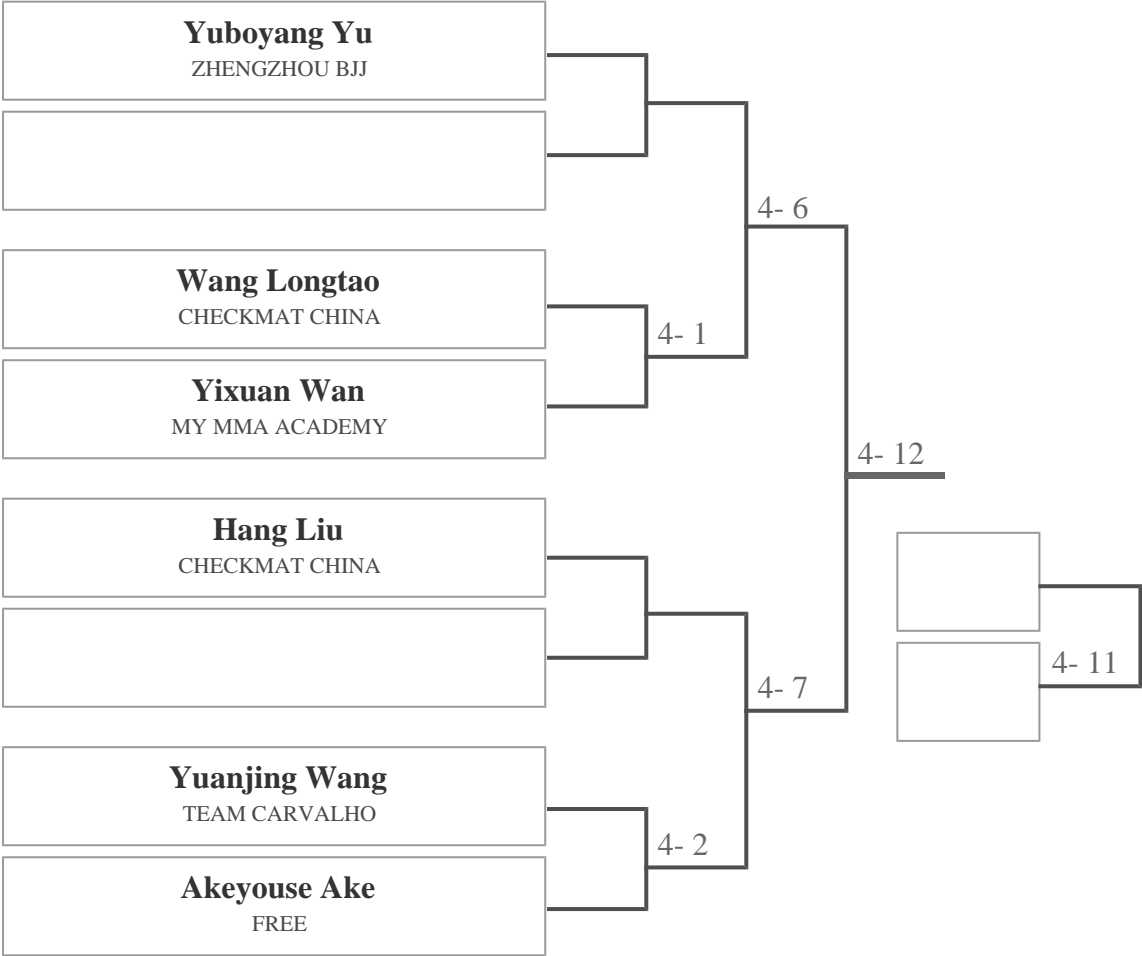 Yuboyang Yu
ZHENGZHOU BJJ
4- 6
Wang Longtao
CHECKMAT CHINA
4- 1
Yixuan Wan
MY MMA ACADEMY
4- 12
Hang Liu
CHECKMAT CHINA
4- 11
4- 7
Yuanjing Wang
TEAM CARVALHO
4- 2
Akeyouse Ake
FREE